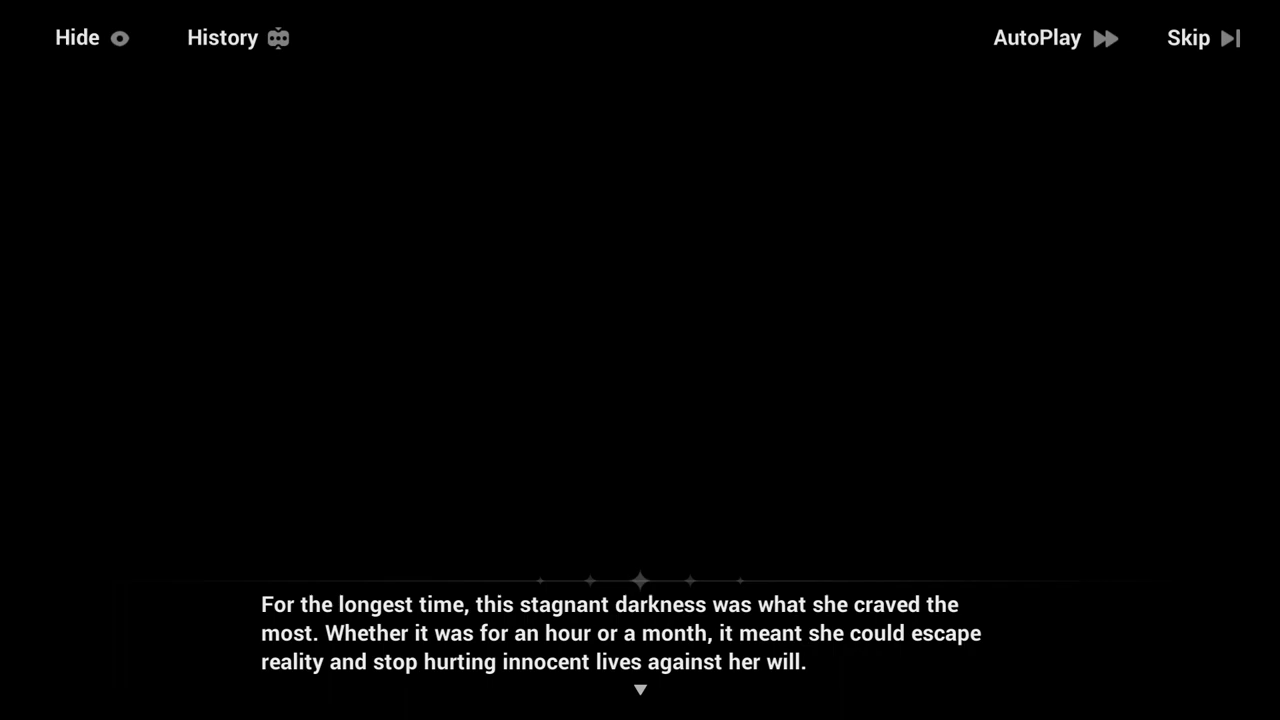 Hide
History
AutoPlay
Skip
For the longest time, this stagnant darkness was what she craved the
most. Whether it was for an hour or a month, it meant she could escape
reality and stop hurting innocent lives against her will.